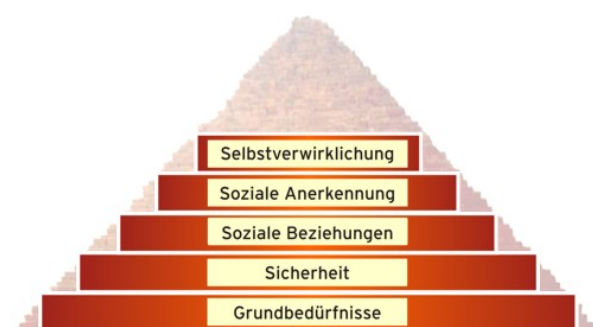 Selbstverwirklichung
Soziale Anerkennung
Soziale Beziehungen
Sicherheit
Grundbedürfnisse